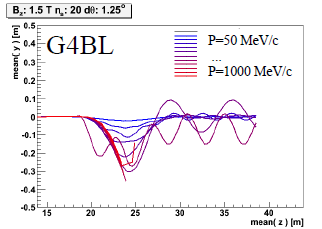 Bz: 1.5 T ns: 20 dθ: 1.25°
mean( y ) [m]
0.5
0.4
0.3
0.2
0.1
0
-0.1
-0.2
-0.3
-0.4
-0.5
G4BL
P=50 MeV/c
...
P=1000 MeV/c
15 20 25 30 35 40
mean( z ) [m]